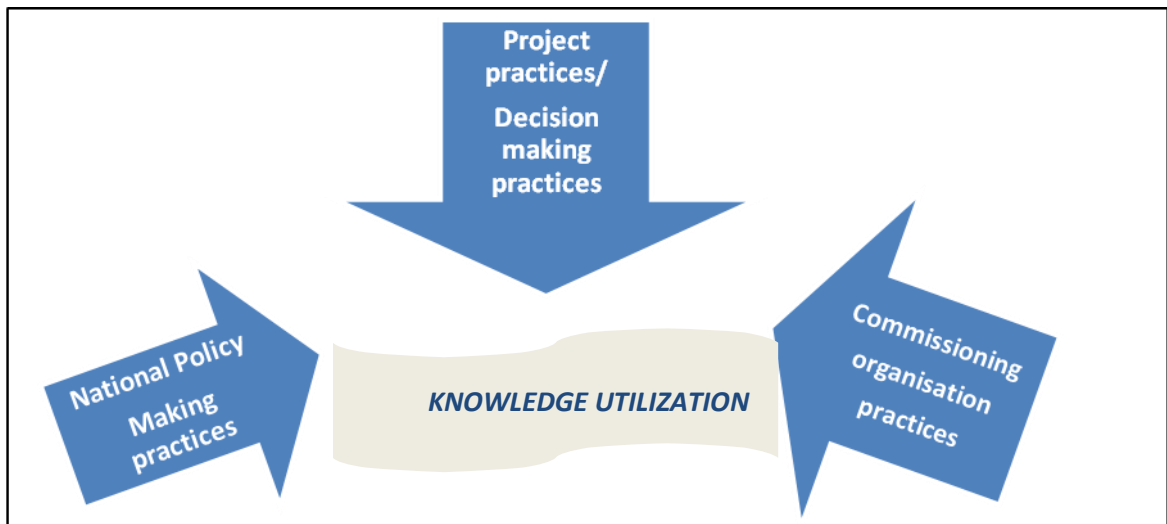 Project
practices/
Decision
making
practices
National Policy
Making
practices
KNOWLEDGE UTILIZATION
Commissioning
organisation
practices